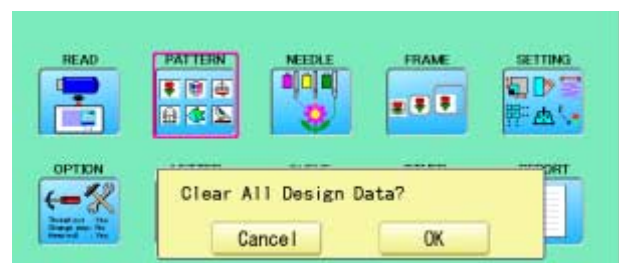 READ PATTERN NEEDLE FRAME SETTING
OPTION
Clear All Design Data?
Cancel OK